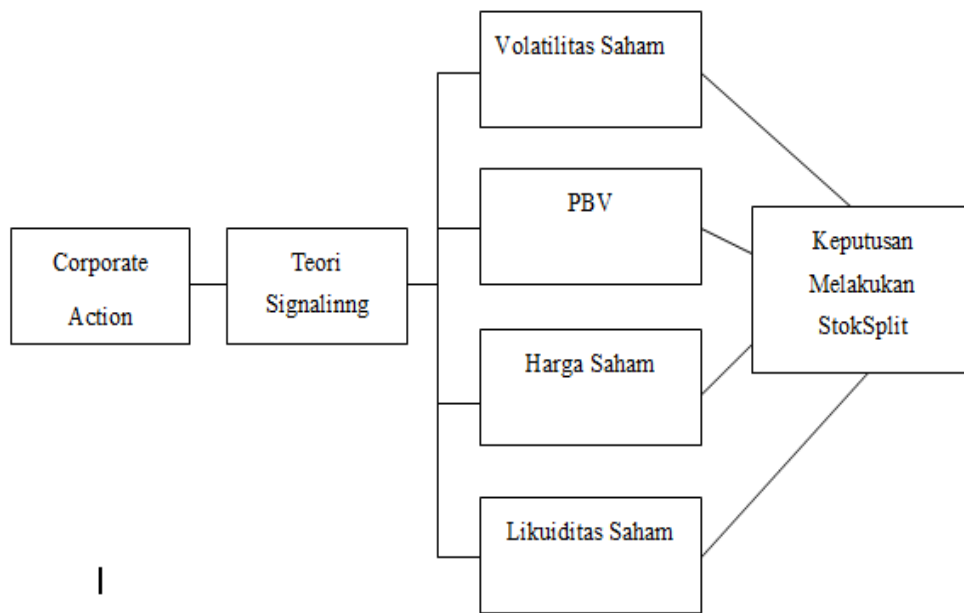 Corporate
Action
Teori
Signalinng
Volatilitas Saham
PBV
Harga Saham
Likuiditas Saham
Keputusan
Melakukan
StokSplit